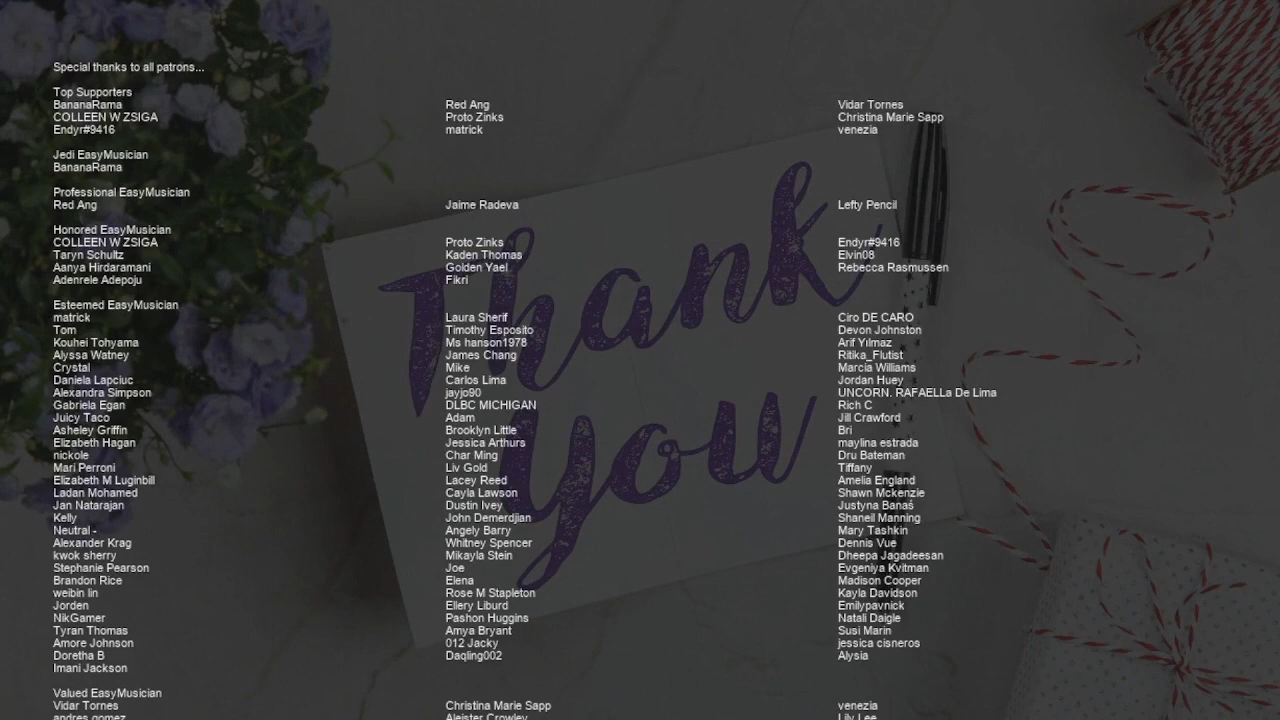 Special thanks to all patrons...
Top Supporters
BananaRama Red Ang Vidar Tornes
COLLEEN W ZSIGA Proto Zinks Christina Marie Sapp
Endyr#9416 matrick venezia
Jedi EasyMusician
BananaRama
Professional EasyMusician
Red Ang Jaime Radeva Lefty Pencil
Honored EasyMusician
COLLEEN W ZSIGA Proto Zinks Endyr#9416
Taryn Schultz Kaden Thomas Elvin08
Aanya Hirdaramani Golden Yael Rebecca Rasmussen
Adenrele Adepoju Fikri
Esteemed EasyMusician
matrick Laura Sherif Ciro DE CARO
Tom Timothy Esposito Devon Johnston
Kouhei Tohyama Ms hanson1978 Arif Yılmaz
Alyssa Watney James Chang Ritika_Flutist
Crystal Mike Marcia Williams
Daniela Lapciuc Carlos Lima Jordan Huey
Alexandra Simpson jayjo90 UNCORN. RAFAELLa De Lima
Gabriela Egan DLBC MICHIGAN Rich C
Juicy Taco Adam Jill Crawford
Asheley Griffin Brooklyn Little Bri
Elizabeth Hagan Jessica Arthurs maylina estrada
nickole Char Ming Dru Bateman
Mari Perroni Liv Gold Tiffany
Elizabeth M Luginbill Lacey Reed Amelia England
Ladan Mohamed Cayla Lawson Shawn Mckenzie
Jan Natarajan Dustin Ivey Justyna Banaś
Kelly John Demerdjian Shaneil Manning
Neutral - Angely Barry Mary Tashkin
Alexander Krag Whitney Spencer Dennis Vue
kwok sherry Mikayla Stein Dheepa Jagadeesan
Stephanie Pearson Joe Evgeniya Kvitman
Brandon Rice Elena Madison Cooper
weibin lin Rose M Stapleton Kayla Davidson
Jorden Ellery Liburd Emilypavnick
NikGamer Pashon Huggins Natali Daigle
Tyran Thomas Amya Bryant Susi Marin
Amore Johnson 012 Jacky jessica cisneros
Doretha B Daqling002 Alysia
Imani Jackson
Valued EasyMusician
Vidar Tornes Christina Marie Sapp venezia
andres gomez Aleister Crowley Lily Lee
Thank
You